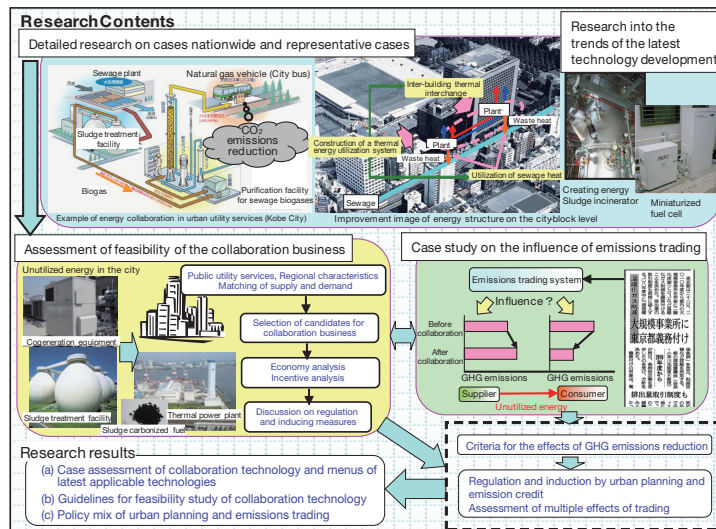 Research Contents
Detailed research on cases nationwide and representative cases
Research into the
trends of the latest
technology development
Sewage plant
Natural gas vehicle (City bus)
Sludge treatment
facility
CO2
emissions
reduction
Biogas
Purification facility
for sewage biogases
Example of energy collaboration in urban utility services (Kobe City)
Inter-building thermal
interchange
Plant
Waste heat
Construction of a thermal
energy utilization system
Plant
Waste heat
Utilization of sewage heat
Sewage
Improvement image of energy structure on the city-block level
Creating energy
Sludge incinerator
Miniaturized
fuel cell
Assessment of feasibility of the collaboration business
Unutilized energy in the city
Cogeneration equipment
Sludge treatment facility
Thermal power plant
Sludge carbonized fuel
Public utility services, Regional characteristics
Matching of supply and demand
Selection of candidates for
collaboration business
Economy analysis
Incentive analysis
Discussion on regulation
and inducing measures
Case study on the influence of emissions trading
Emissions trading system
Influence ?
Before
collaboration
After
collaboration
GHG emissions
GHG emissions
Supplier
Consumer
Unutilized energy
大規模事業所に
東京都義務付け
排出量取引制度も
Criteria for the effects of GHG emissions reduction
Regulation and induction by urban planning and
emission credit
Assessment of multiple effects of trading
Research results
(a) Case assessment of collaboration technology and menus of
latest applicable technologies
(b) Guidelines for feasibility study of collaboration technology
(c) Policy mix of urban planning and emissions trading